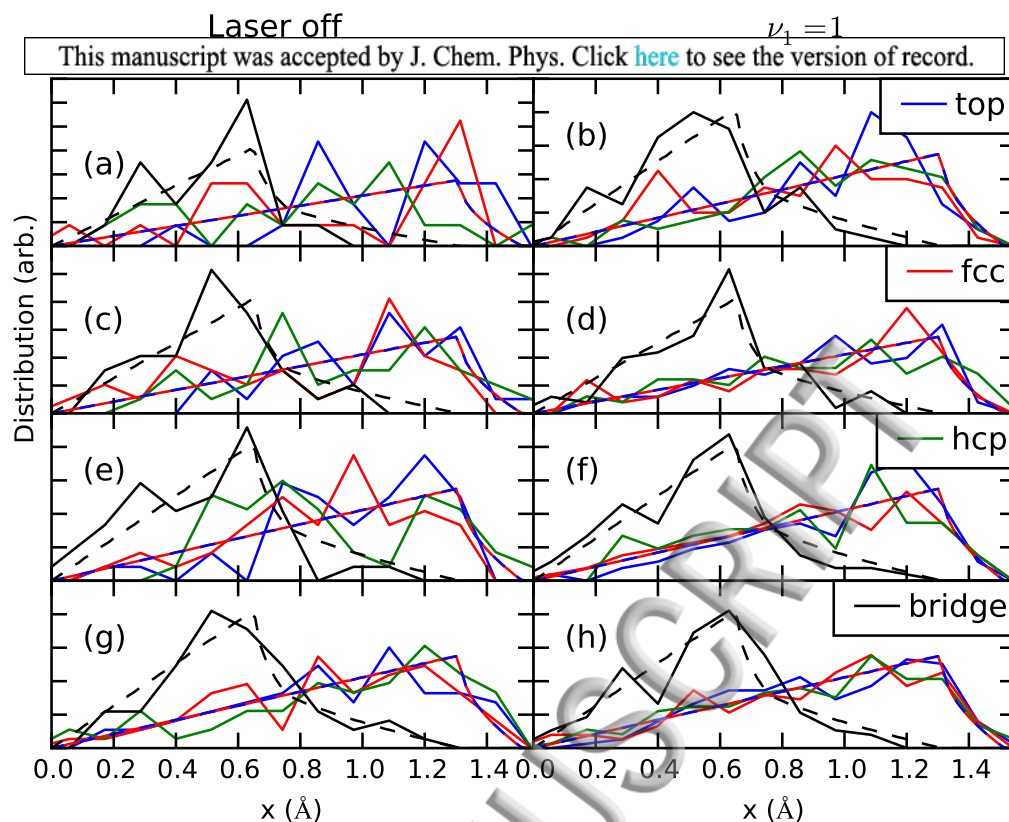 Laser off
ν₁ =1
This manuscript was accepted by J. Chem. Phys. Click here to see the version of record.
(a)
(b)
top
(c)
(d)
fcc
(e)
(f)
hcp
(g)
(h)
bridge
Distribution (arb.)
0.0 0.2 0.4 0.6 0.8 1.0 1.2 1.4 0.0 0.2 0.4 0.6 0.8 1.0 1.2 1.4
x (Å)
x (Å)
USCRIPT